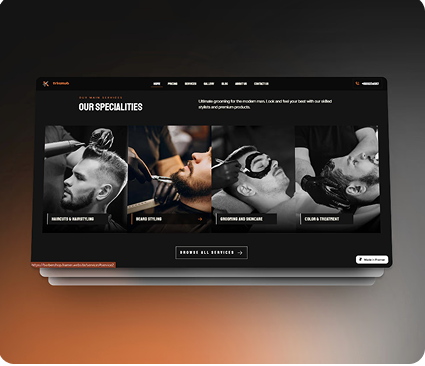 HOME PRICING SERVICES GALLERY BLOG ABOUT US CONTACT US
OUR MAIN SERVICES
OUR SPECIALITIES
Ultimate grooming for the modern man. Look and feel your best with our skilled
stylists and premium products.
HAIRCUTS & HAIRSTYLING
BEARD STYLING
GROOMING AND SKINCARE
COLOR & TREATMENT
BROWSE ALL SERVICES
Made in Framer